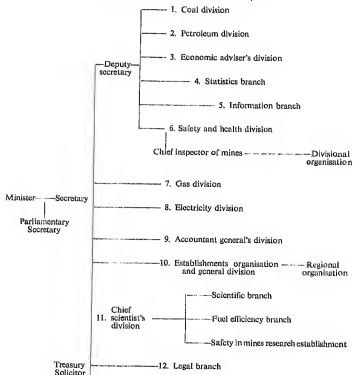 1. Coal division
2. Petroleum division
3. Economic adviser's division
Deputy
secretary
4. Statistics branch
5. Information branch
6. Safety and health division
Chief inspector of mines
Divisional
organisation
7. Gas division
Minister
Secretary
8. Electricity division
Parliamentary
Secretary
9. Accountant general's division
10. Establishments organisation
and general division
Regional
organisation
Scientific branch
11. Chief
scientist's
division
Fuel efficiency branch
Safety in mines research establishment
Treasury
Solicitor
12. Legal branch